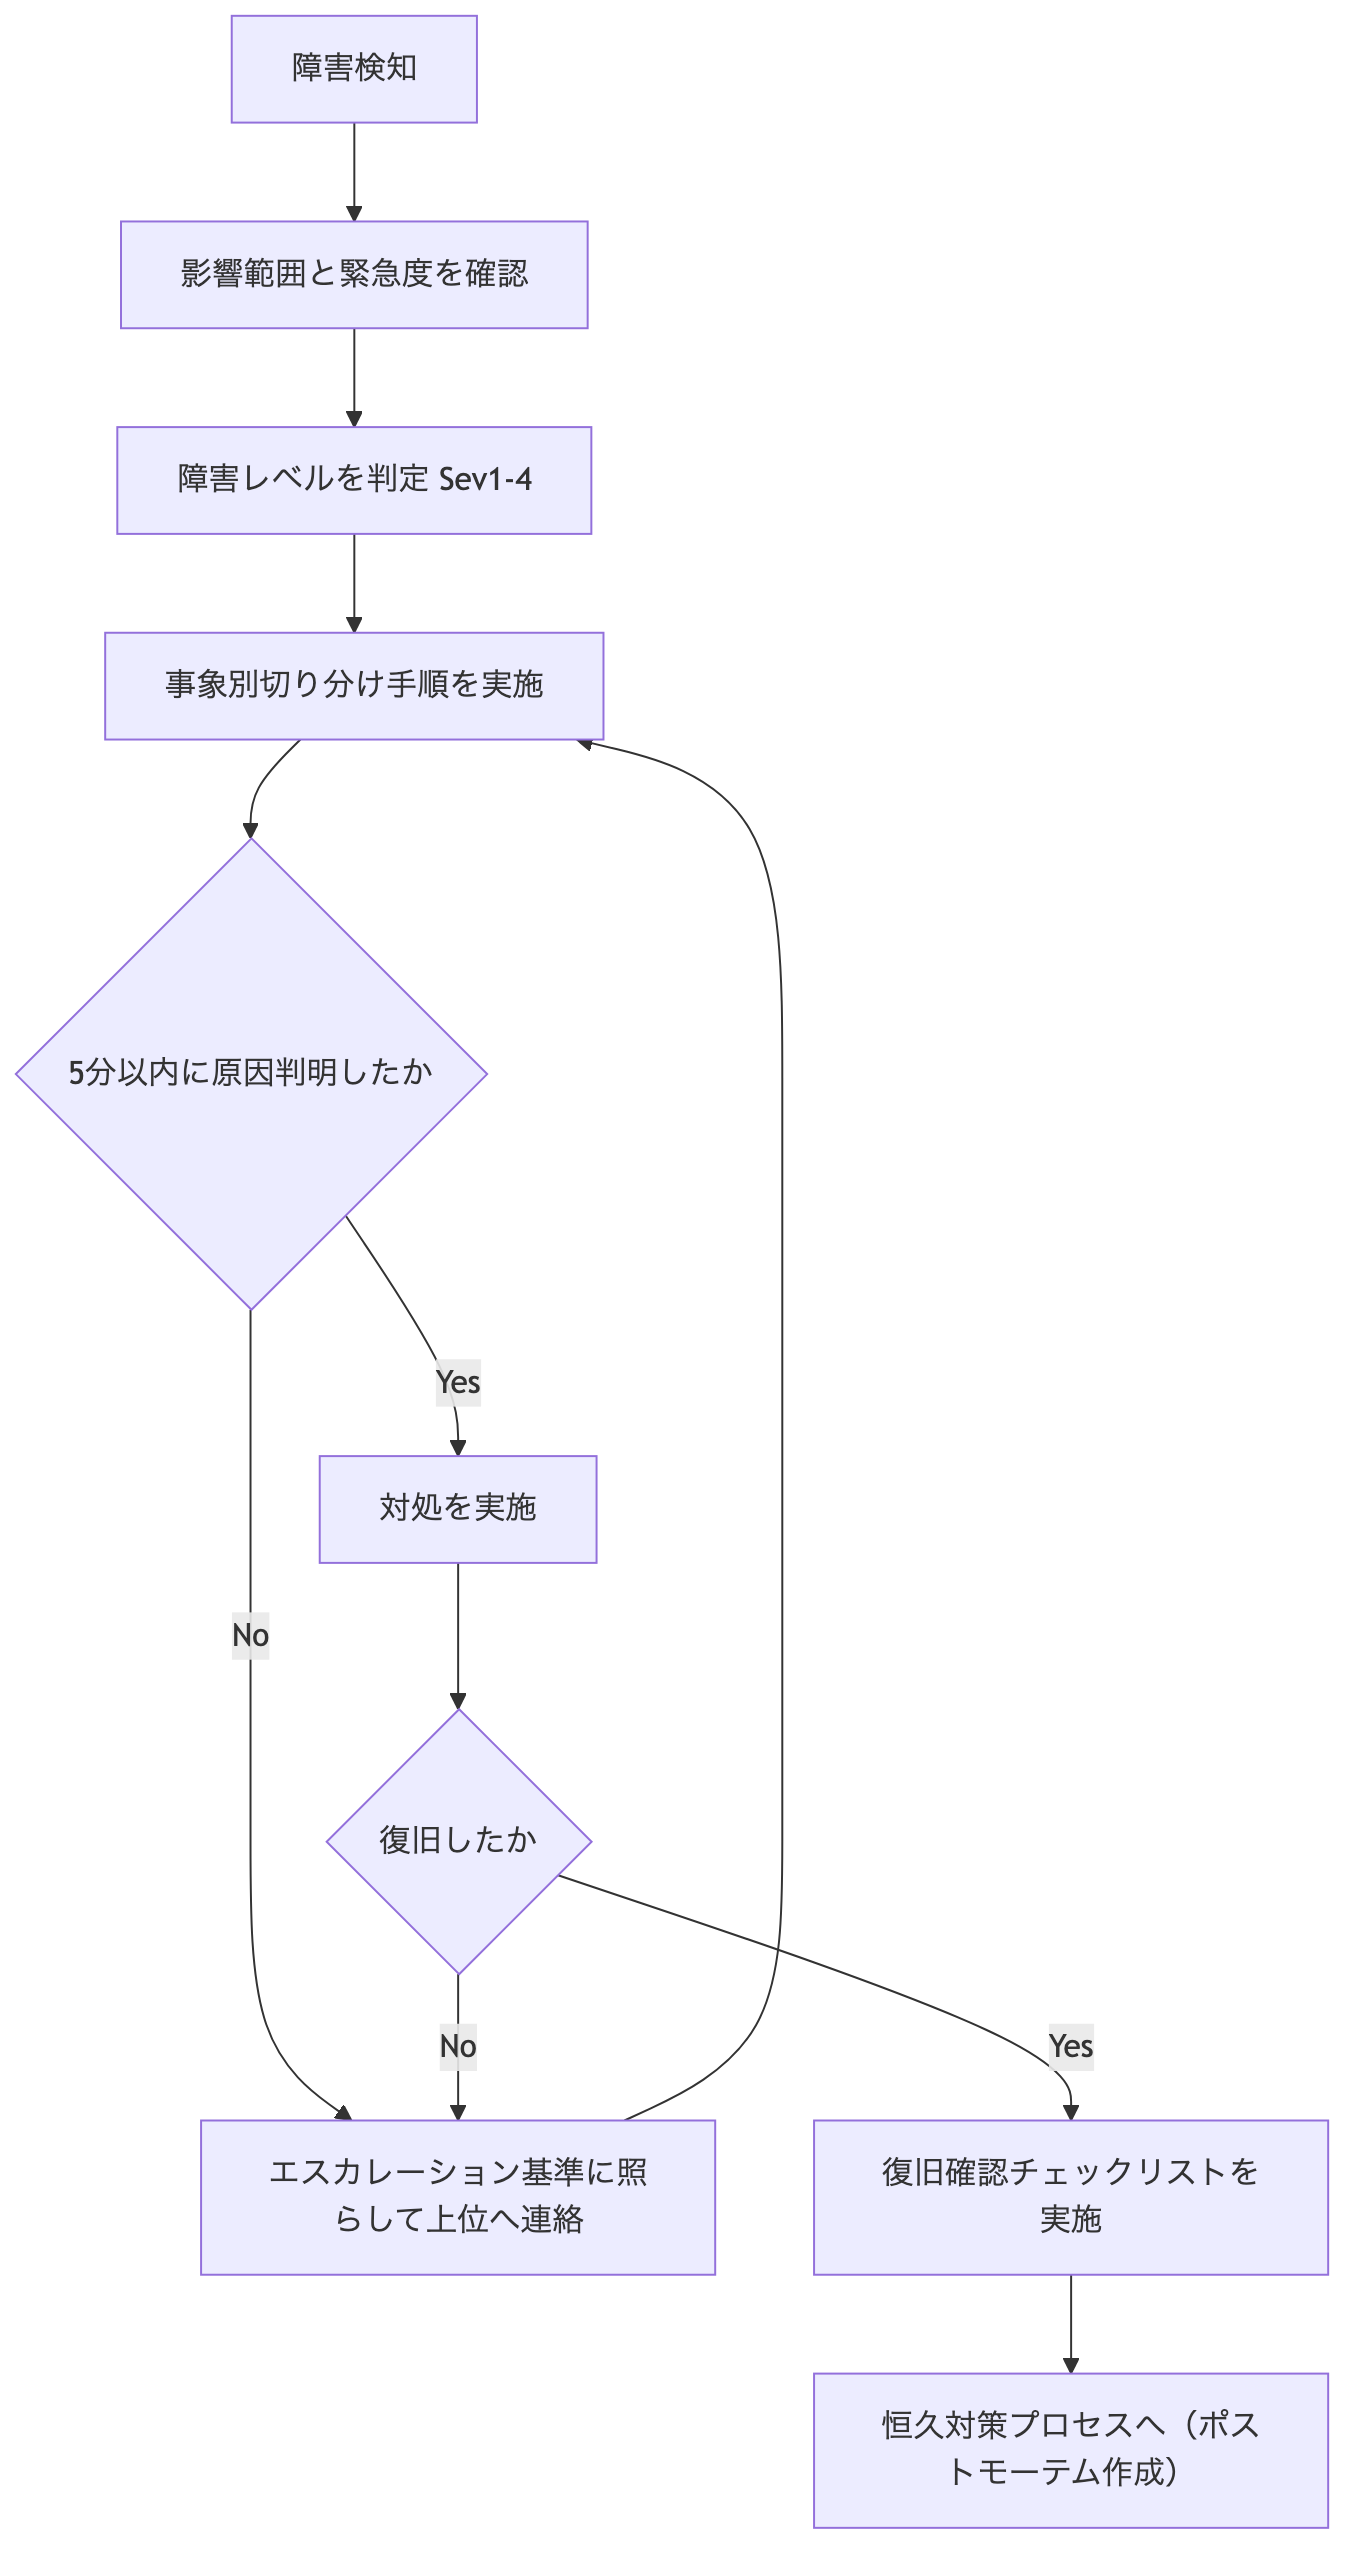 障害検知
影響範囲と緊急度を確認
障害レベルを判定 Sev1-4
事象別切り分け手順を実施
5分以内に原因判明したか
Yes
対処を実施
No
復旧したか
No
Yes
エスカレーション基準に照
らして上位へ連絡
復旧確認チェックリストを
実施
恒久対策プロセスへ（ポス
トモーテム作成）